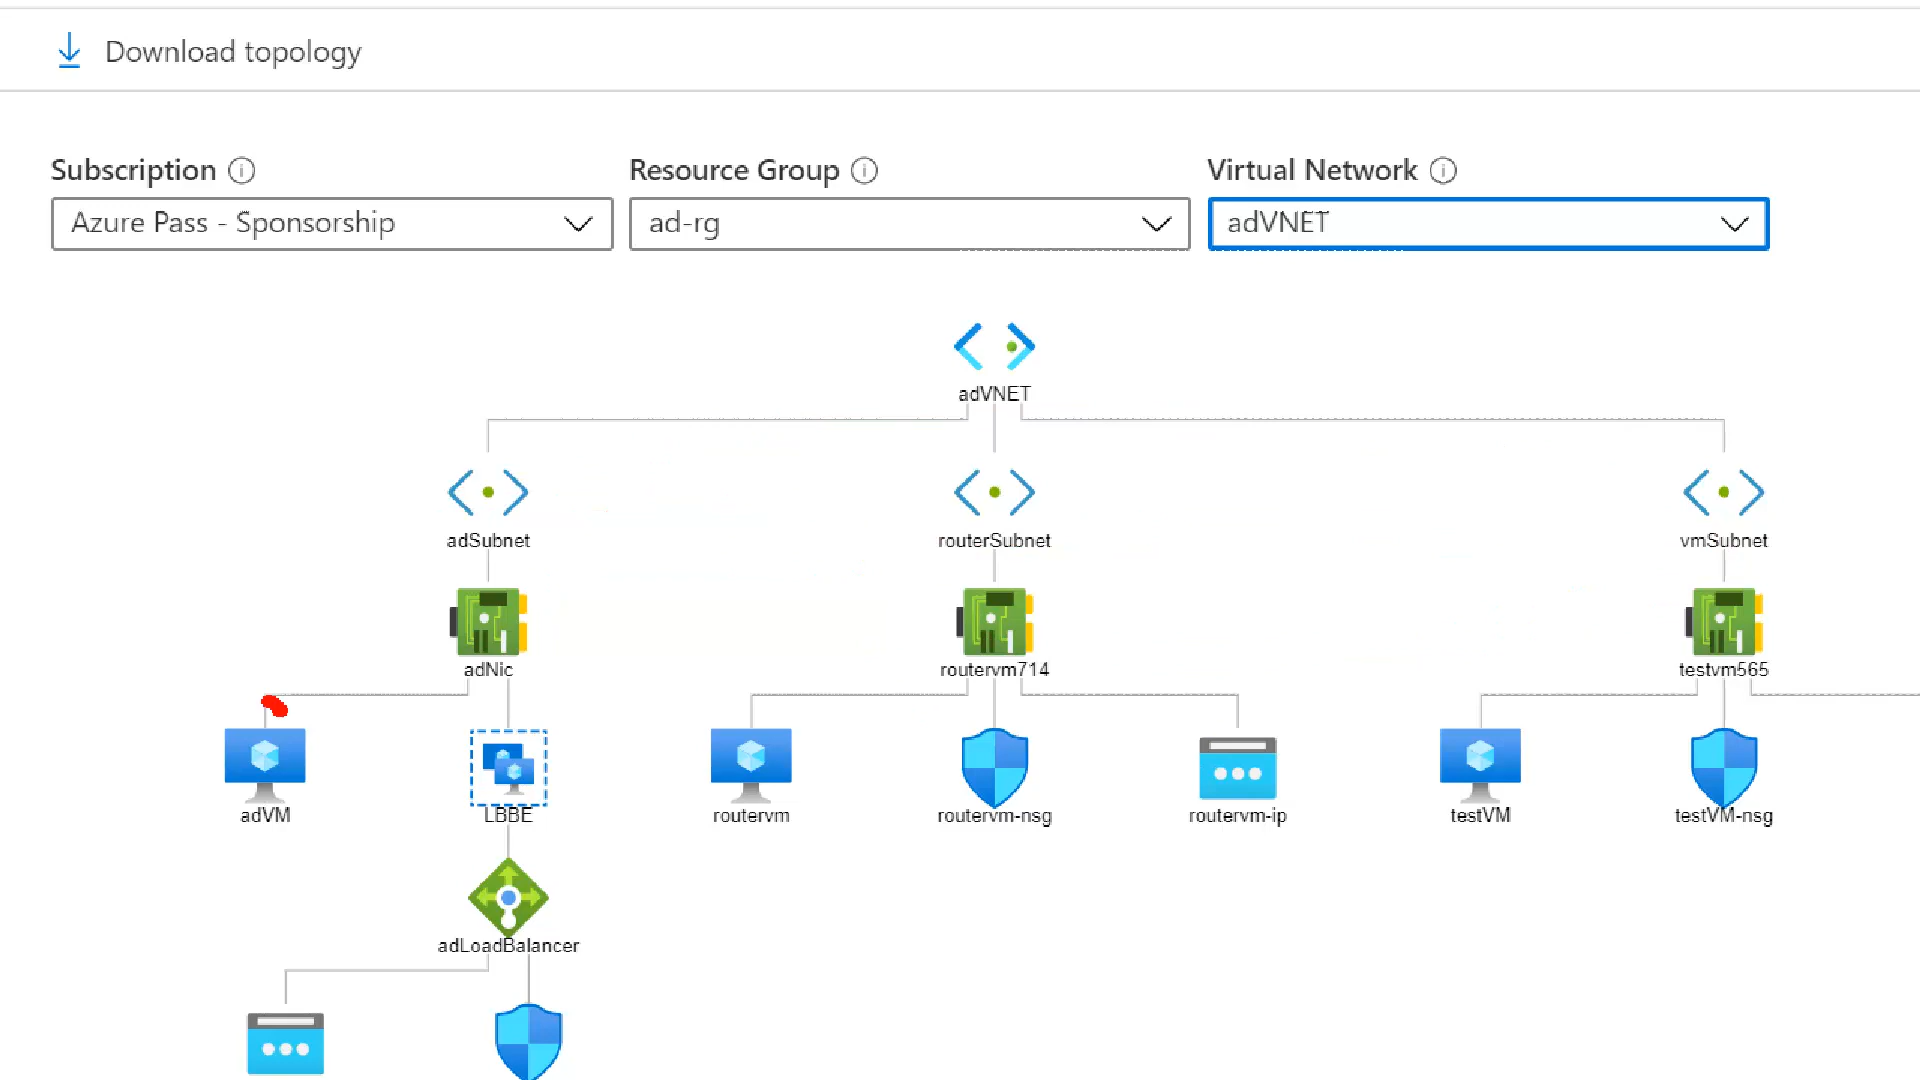 Download topology
Subscription Resource Group Virtual Network
Azure Pass - Sponsorship ad-rg adVNET
adVNET
adSubnet routerSubnet vmSubnet
adNic routervm714 testvm565
adVM LBBE routervm routervm-nsg routervm-ip testVM testVM-nsg
adLoadBalancer